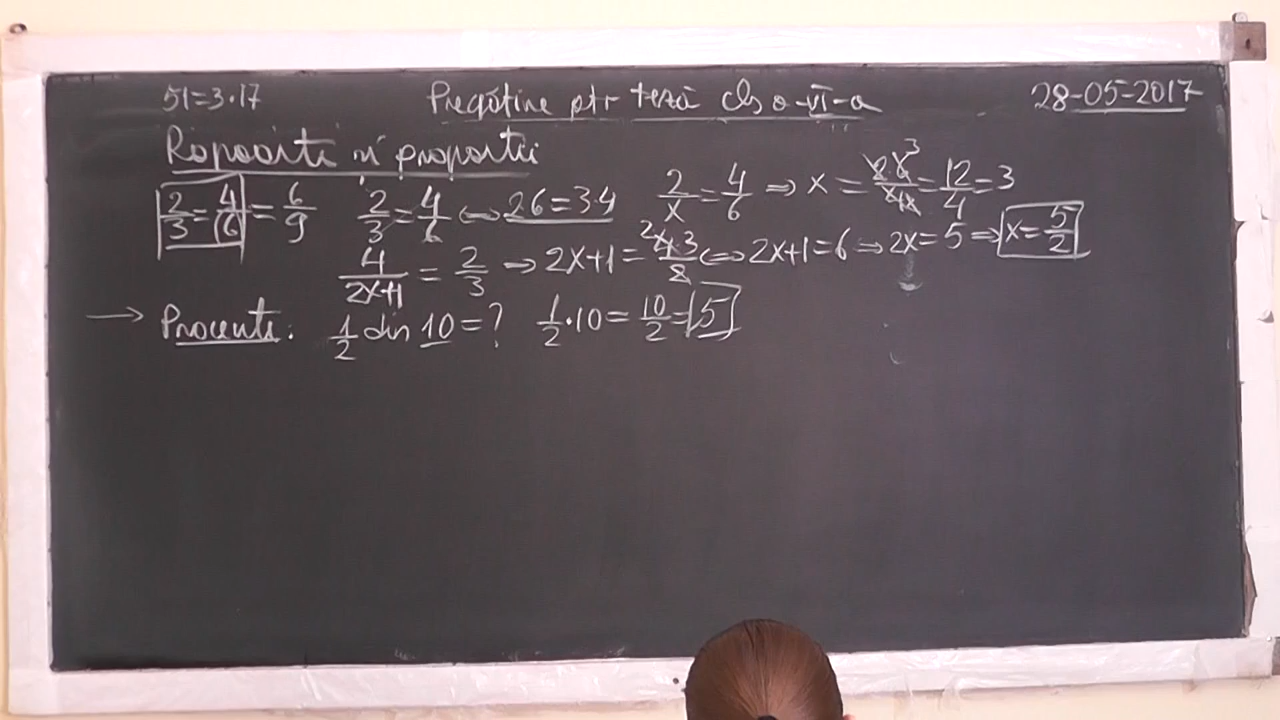 51=3·17 Pregătire ptr teză cls a-VI-a 28-05-2017
Rapoarte și proporții
2/3=4/6=6/9 2/3=4/6 ⇔ 2·6=3·4 2/x=4/6 ⇒ x = =12/4=3
4/2x+1 = 2/3 ⇒ 2x+1 = 4·3/2 ⇔ 2x+1=6 ⇒ 2x=5 ⇒ x=5/2
→ Procente: 1/2 din 10=? 1/2·10=10/2=5